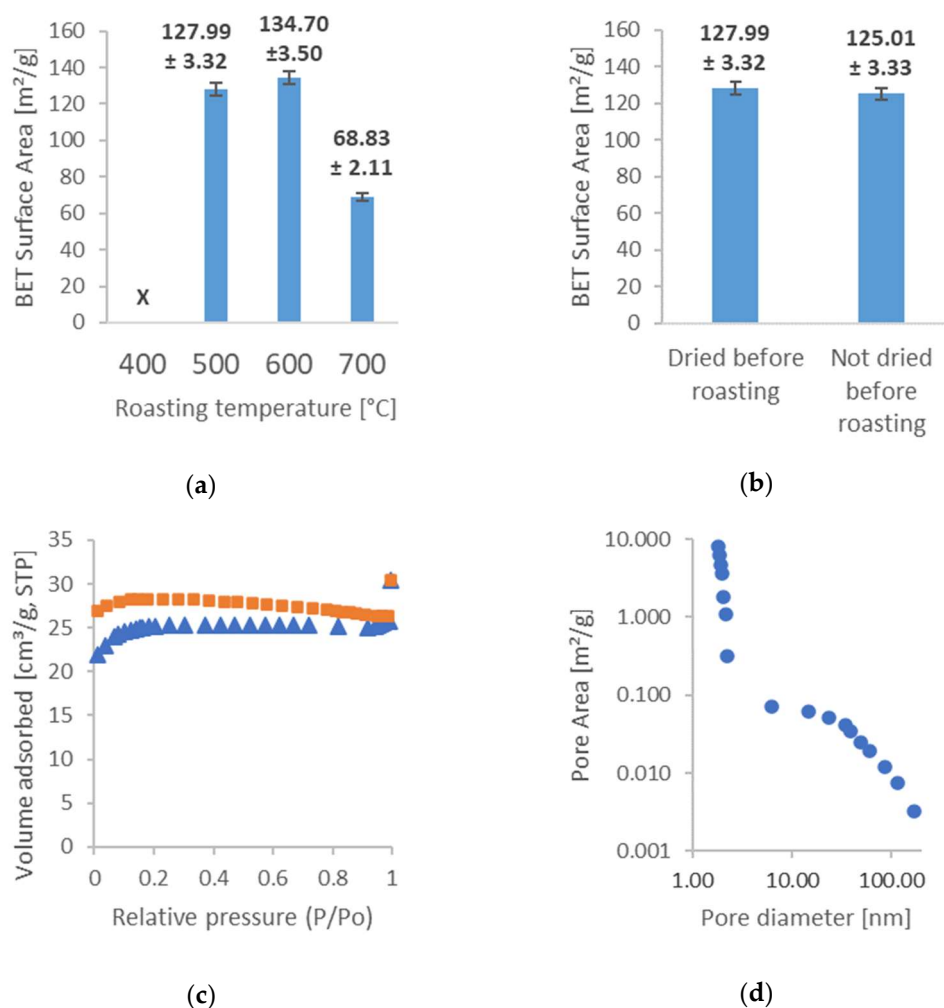 160
140
120
100
80
60
40
20
0
BET Surface Area [m²/g]
127.99
± 3.32
134.70
±3.50
68.83
± 2.11
X
400 500 600 700
Roasting temperature [°C]
(a)
160
140
120
100
80
60
40
20
0
BET Surface Area [m²/g]
127.99
± 3.32
125.01
± 3.33
Dried before
roasting
Not dried
before
roasting
(b)
35
30
25
20
15
10
5
0
Volume adsorbed [cm³/g, STP]
0 0.2 0.4 0.6 0.8 1
Relative pressure (P/Po)
(c)
10.000
1.000
0.100
0.010
0.001
Pore Area [m²/g]
1.00 10.00 100.00
Pore diameter [nm]
(d)